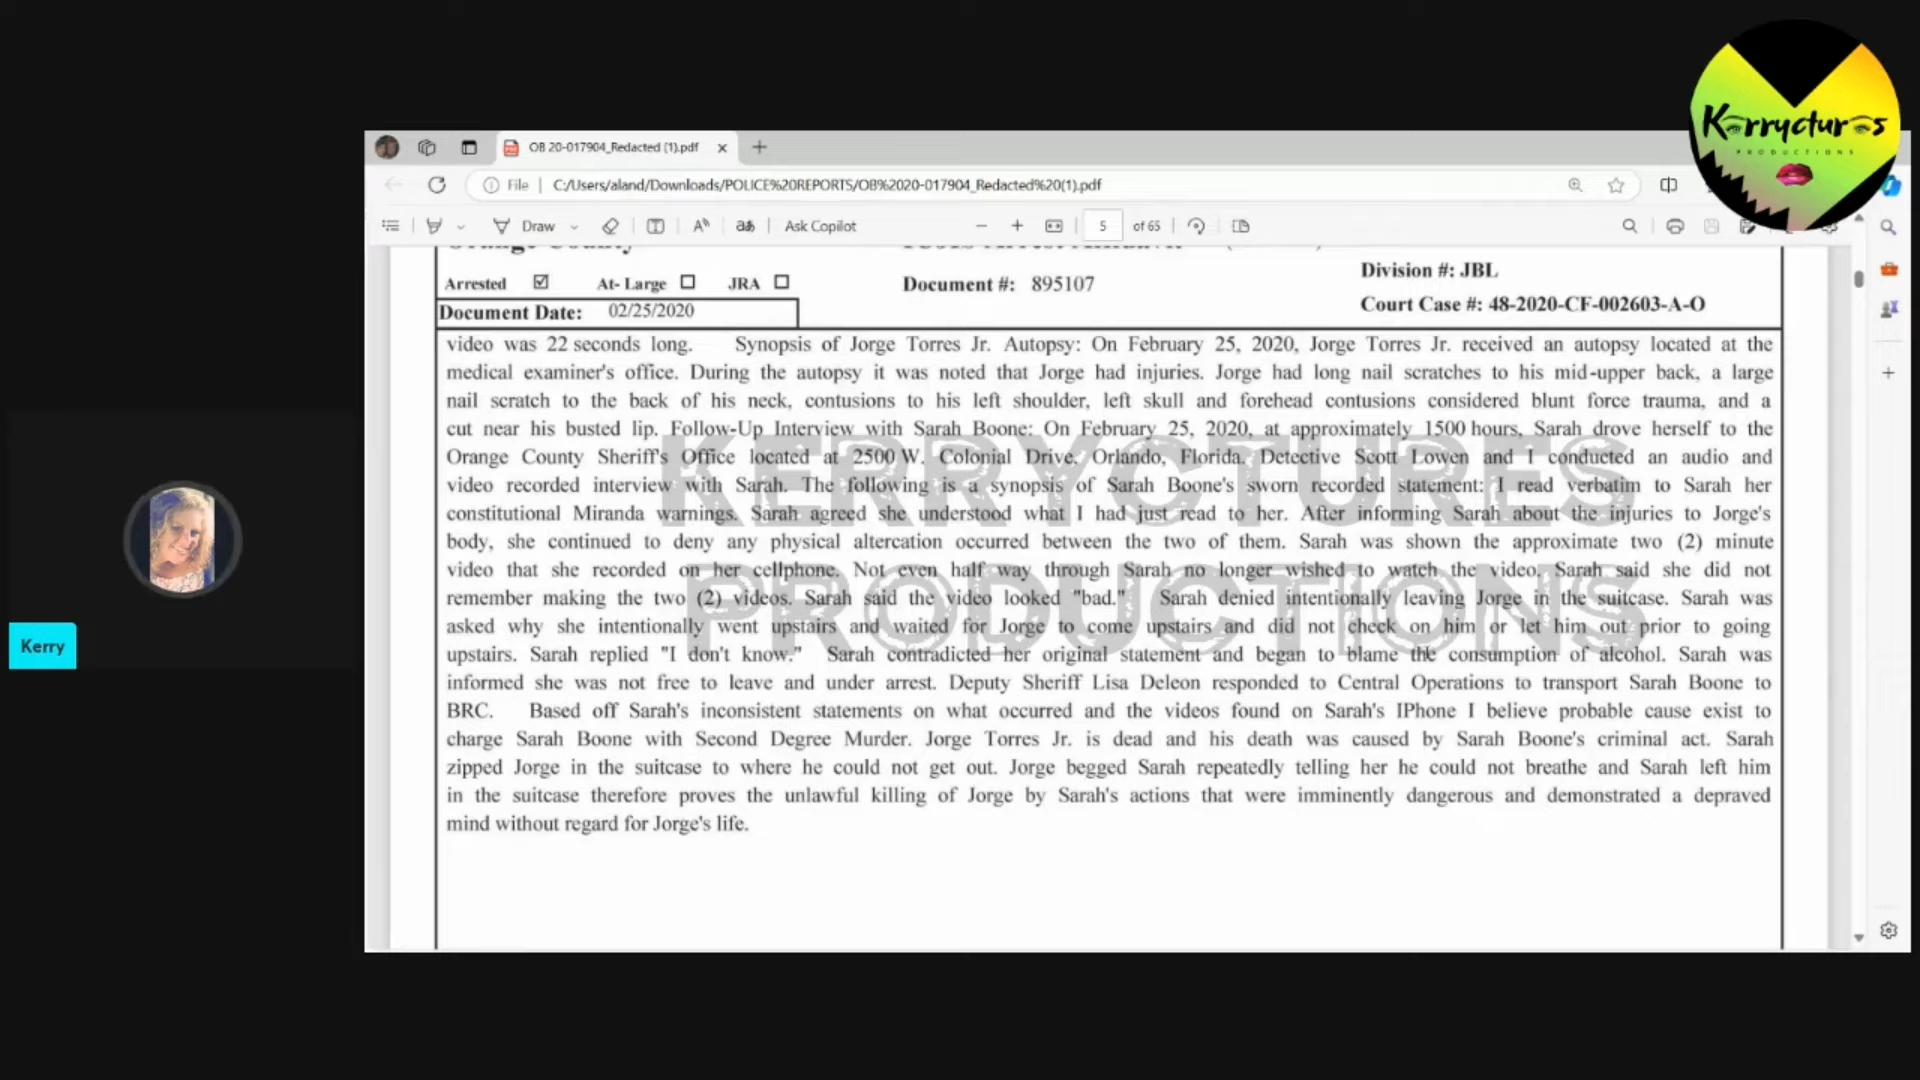 Kerryctures
PRODUCTIONS
OB 20-017904_Redacted (1).pdf
File
C:/Users/aland/Downloads/POLICE%20REPORTS/OB%2020-017904_Redacted%20(1).pdf
Draw
Ask Copilot
5 of 65
Orange County
Arrested At- Large JRA Document #: 895107
Division #: JBL
Court Case #: 48-2020-CF-002603-A-O
Document Date: 02/25/2020
video was 22 seconds long. Synopsis of Jorge Torres Jr. Autopsy: On February 25, 2020, Jorge Torres Jr. received an autopsy located at the
medical examiner's office. During the autopsy it was noted that Jorge had injuries. Jorge had long nail scratches to his mid-upper back, a large
nail scratch to the back of his neck, contusions to his left shoulder, left skull and forehead contusions considered blunt force trauma, and a
cut near his busted lip. Follow-Up Interview with Sarah Boone: On February 25, 2020, at approximately 1500 hours, Sarah drove herself to the
Orange County Sheriff's Office located at 2500 W. Colonial Drive, Orlando, Florida. Detective Scott Lowen and I conducted an audio and
video recorded interview with Sarah. The following is a synopsis of Sarah Boone's sworn recorded statement: I read verbatim to Sarah her
constitutional Miranda warnings. Sarah agreed she understood what I had just read to her. After informing Sarah about the injuries to Jorge's
body, she continued to deny any physical altercation occurred between the two of them. Sarah was shown the approximate two (2) minute
video that she recorded on her cellphone. Not even half way through Sarah no longer wished to watch the video. Sarah said she did not
remember making the two (2) videos. Sarah said the video looked "bad." Sarah denied intentionally leaving Jorge in the suitcase. Sarah was
asked why she intentionally went upstairs and waited for Jorge to come upstairs and did not check on him or let him out prior to going
upstairs. Sarah replied "I don't know." Sarah contradicted her original statement and began to blame the consumption of alcohol. Sarah was
informed she was not free to leave and under arrest. Deputy Sheriff Lisa Deleon responded to Central Operations to transport Sarah Boone to
BRC. Based off Sarah's inconsistent statements on what occurred and the videos found on Sarah's IPhone I believe probable cause exist to
charge Sarah Boone with Second Degree Murder. Jorge Torres Jr. is dead and his death was caused by Sarah Boone's criminal act. Sarah
zipped Jorge in the suitcase to where he could not get out. Jorge begged Sarah repeatedly telling her he could not breathe and Sarah left him
in the suitcase therefore proves the unlawful killing of Jorge by Sarah's actions that were imminently dangerous and demonstrated a depraved
mind without regard for Jorge's life.
KERRYCTURES
PRODUCTIONS
Kerry